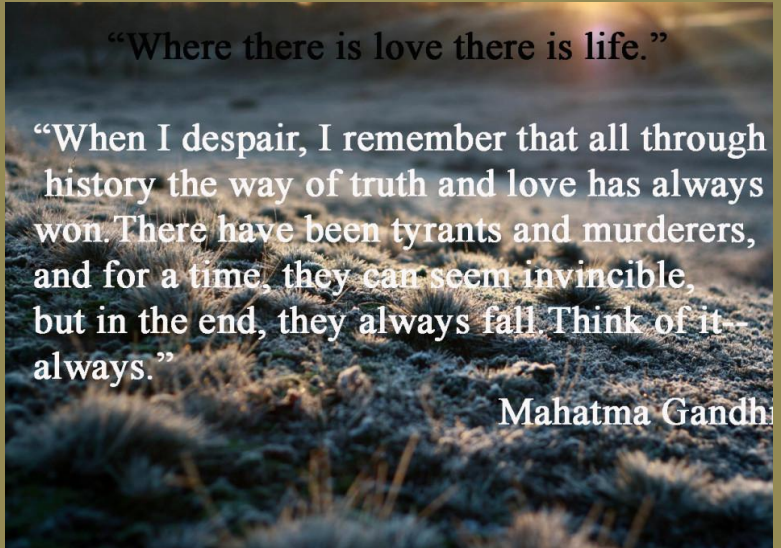 “Where there is love there is life.”
“When I despair, I remember that all through
history the way of truth and love has always
won.There have been tyrants and murderers,
and for a time, they can seem invincible,
but in the end, they always fall.Think of it--
always.”
Mahatma Gandhi